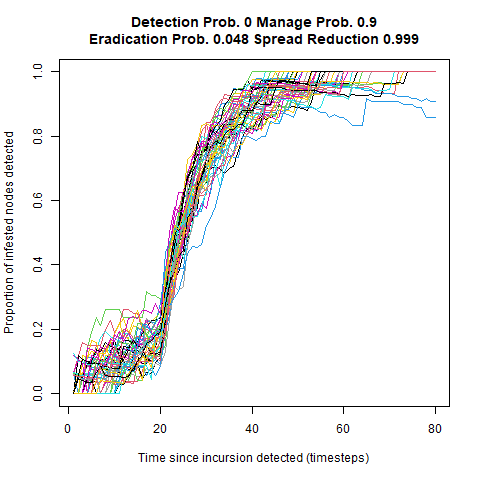 Detection Prob. 0 Manage Prob. 0.9
Eradication Prob. 0.048 Spread Reduction 0.999
Proportion of infested nodes detected
1.0
0.8
0.6
0.4
0.2
0.0
0 20 40 60 80
Time since incursion detected (timesteps)